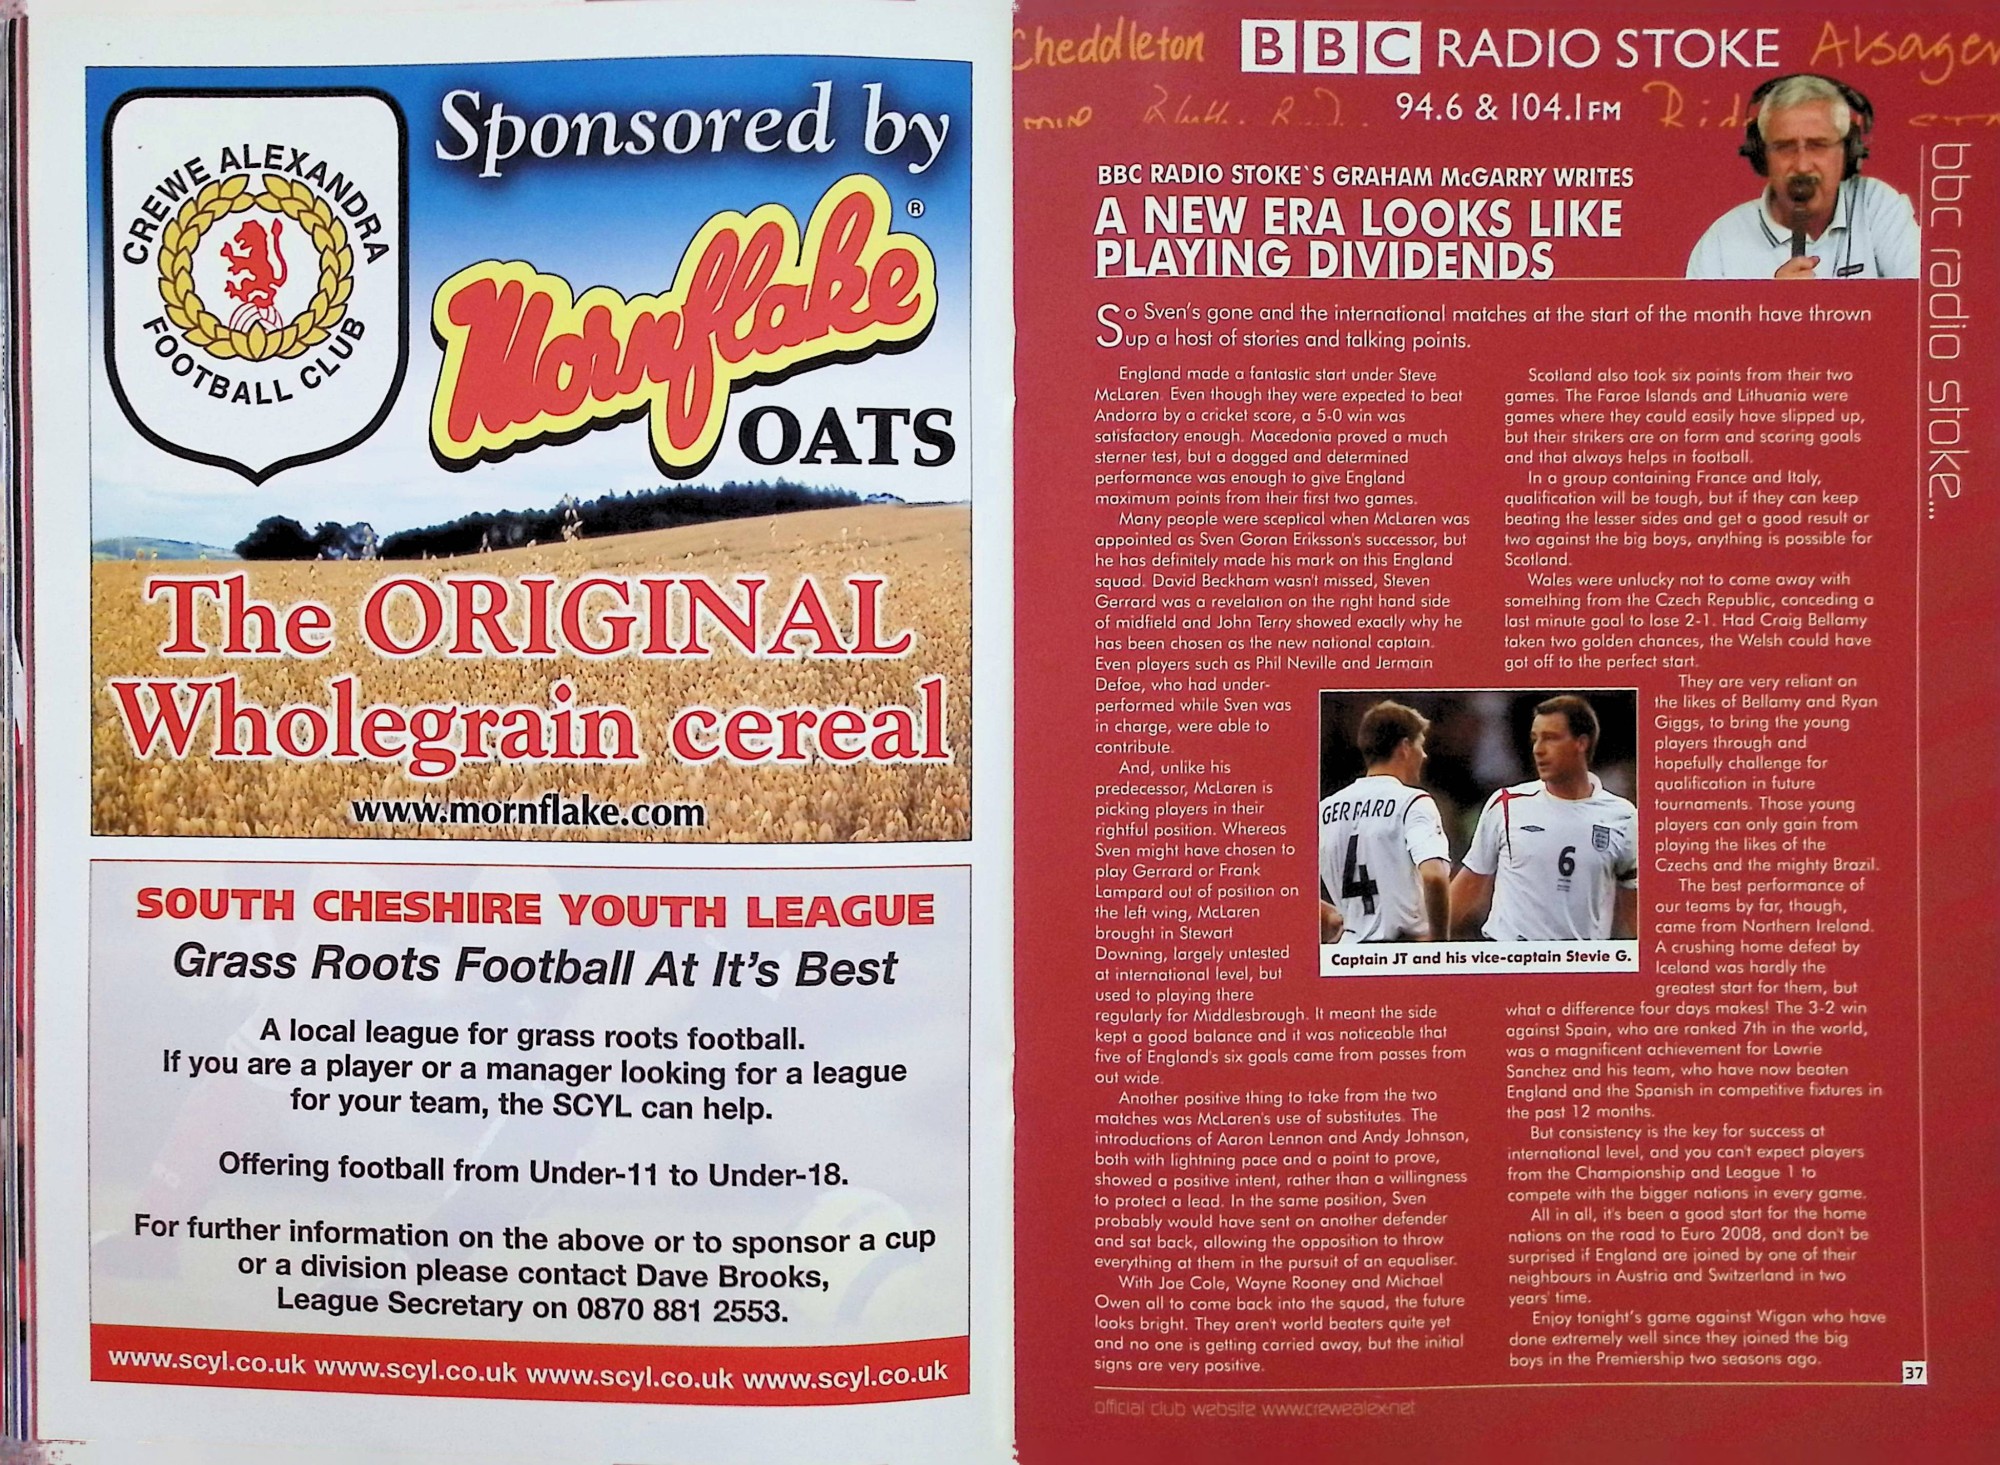 CREWE ALEXANDRA
FOOTBALL CLUB
Sponsored by
Mornflake®
OATS
The ORIGINAL
Wholegrain cereal
www.mornflake.com
SOUTH CHESHIRE YOUTH LEAGUE
Grass Roots Football At It's Best
A local league for grass roots football.
If you are a player or a manager looking for a league
for your team, the SCYL can help.
Offering football from Under-11 to Under-18.
For further information on the above or to sponsor a cup
or a division please contact Dave Brooks,
League Secretary on 0870 881 2553.
www.scyl.co.uk www.scyl.co.uk www.scyl.co.uk www.scyl.co.uk
Cheddleton BBC RADIO STOKE Alsager
94.6 & 104.1 FM
BBC RADIO STOKE`S GRAHAM McGARRY WRITES
A NEW ERA LOOKS LIKE
PLAYING DIVIDENDS
bbc radio stoke...
So Sven's gone and the international matches at the start of the month have thrown
up a host of stories and talking points.
England made a fantastic start under Steve
McLaren. Even though they were expected to beat
Andorra by a cricket score, a 5-0 win was
satisfactory enough. Macedonia proved a much
sterner test, but a dogged and determined
performance was enough to give England
maximum points from their first two games.
Many people were sceptical when McLaren was
appointed as Sven Goran Eriksson's successor, but
he has definitely made his mark on this England
squad. David Beckham wasn't missed, Steven
Gerrard was a revelation on the right hand side
of midfield and John Terry showed exactly why he
has been chosen as the new national captain.
Even players such as Phil Neville and Jermain
Defoe, who had under-
performed while Sven was
in charge, were able to
contribute.
And, unlike his
predecessor, McLaren is
picking players in their
rightful position. Whereas
Sven might have chosen to
play Gerrard or Frank
Lampard out of position on
the left wing, McLaren
brought in Stewart
Downing, largely untested
at international level, but
used to playing there
regularly for Middlesbrough. It meant the side
kept a good balance and it was noticeable that
five of England's six goals came from passes from
out wide.
Another positive thing to take from the two
matches was McLaren's use of substitutes. The
introductions of Aaron Lennon and Andy Johnson,
both with lightning pace and a point to prove,
showed a positive intent, rather than a willingness
to protect a lead. In the same position, Sven
probably would have sent on another defender
and sat back, allowing the opposition to throw
everything at them in the pursuit of an equaliser.
With Joe Cole, Wayne Rooney and Michael
Owen all to come back into the squad, the future
looks bright. They aren't world beaters quite yet
and no one is getting carried away, but the initial
signs are very positive.
Scotland also took six points from their two
games. The Faroe Islands and Lithuania were
games where they could easily have slipped up,
but their strikers are on form and scoring goals
and that always helps in football.
In a group containing France and Italy,
qualification will be tough, but if they can keep
beating the lesser sides and get a good result or
two against the big boys, anything is possible for
Scotland.
Wales were unlucky not to come away with
something from the Czech Republic, conceding a
last minute goal to lose 2-1. Had Craig Bellamy
taken two golden chances, the Welsh could have
got off to the perfect start.
They are very reliant on
the likes of Bellamy and Ryan
Giggs, to bring the young
players through and
hopefully challenge for
qualification in future
tournaments. Those young
players can only gain from
playing the likes of the
Czechs and the mighty Brazil.
The best performance of
our teams by far, though,
came from Northern Ireland.
A crushing home defeat by
Iceland was hardly the
greatest start for them, but
what a difference four days makes! The 3-2 win
against Spain, who are ranked 7th in the world,
was a magnificent achievement for Lawrie
Sanchez and his team, who have now beaten
England and the Spanish in competitive fixtures in
the past 12 months.
But consistency is the key for success at
international level, and you can't expect players
from the Championship and League 1 to
compete with the bigger nations in every game.
All in all, it's been a good start for the home
nations on the road to Euro 2008, and don't be
surprised if England are joined by one of their
neighbours in Austria and Switzerland in two
years' time.
Enjoy tonight's game against Wigan who have
done extremely well since they joined the big
boys in the Premiership two seasons ago.
GERRARD
4
6
Captain JT and his vice-captain Stevie G.
37
official club website www.crewealex.net